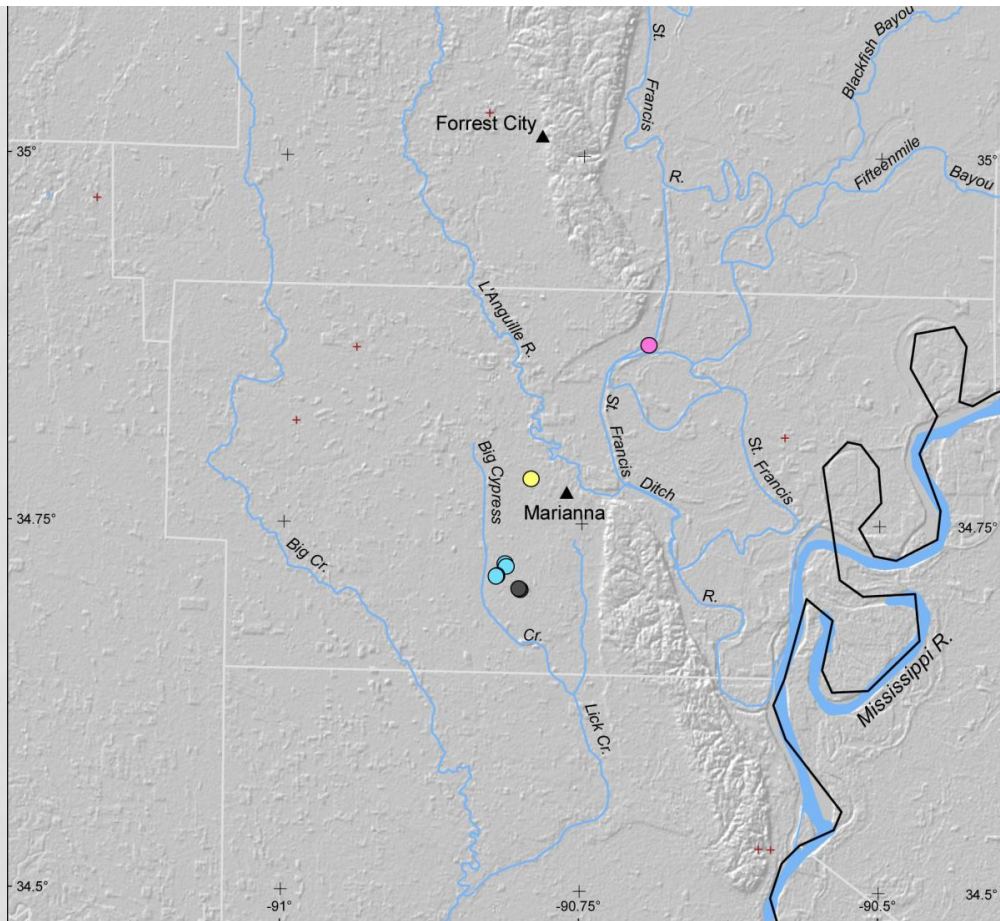 St.
Francis
R.
Blackfish Bayou
Forrest City
35°
35°
Fifteenmile
Bayou
L'Anguille R.
St.
Francis
Ditch
St. Francis
Big Cypress
Cr.
Marianna
34.75°
34.75°
Big Cr.
R.
Mississippi R.
Lick Cr.
34.5°
34.5°
-91°
-90.75°
-90.5°